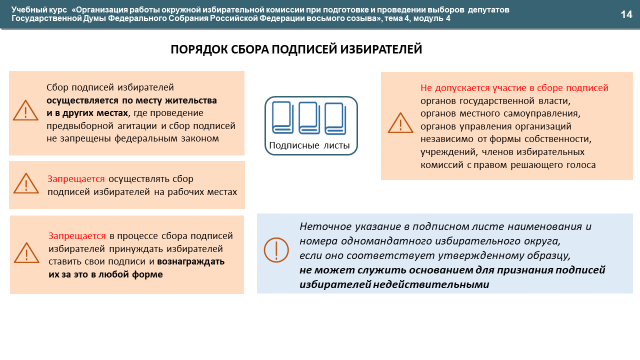 Учебный курс «Организация работы окружной избирательной комиссии при подготовке и проведении выборов депутатов
Государственной Думы Федерального Собрания Российской Федерации восьмого созыва», тема 4, модуль 4
14
ПОРЯДОК СБОРА ПОДПИСЕЙ ИЗБИРАТЕЛЕЙ
Сбор подписей избирателей
осуществляется по месту жительства
и в других местах, где проведение
предвыборной агитации и сбор подписей
не запрещены федеральным законом
Запрещается осуществлять сбор
подписей избирателей на рабочих местах
Запрещается в процессе сбора подписей
избирателей принуждать избирателей
ставить свои подписи и вознаграждать
их за это в любой форме
Подписные листы
Не допускается участие в сборе подписей
органов государственной власти,
органов местного самоуправления,
органов управления организаций
независимо от формы собственности,
учреждений, членов избирательных
комиссий с правом решающего голоса
Неточное указание в подписном листе наименования и
номера одномандатного избирательного округа,
если оно соответствует утвержденному образцу,
не может служить основанием для признания подписей
избирателей недействительными